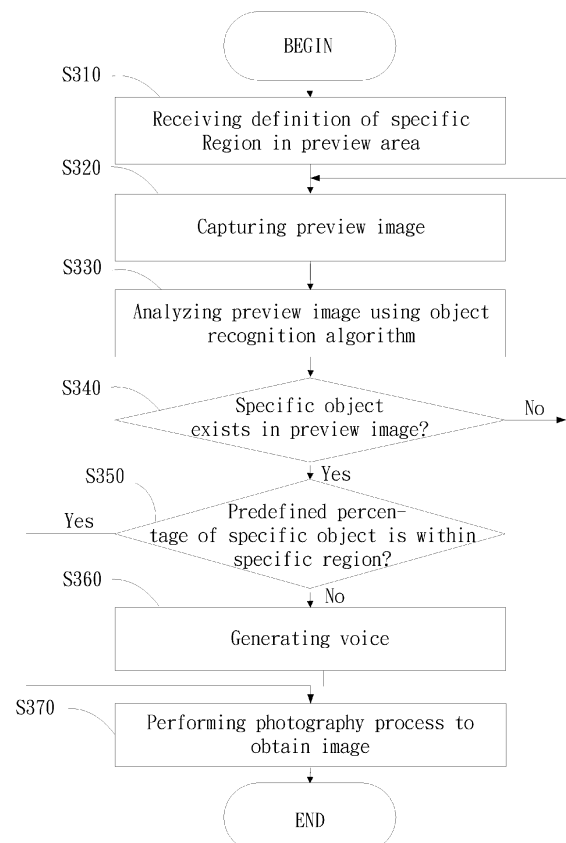 BEGIN
S310
Receiving definition of specific
Region in preview area
S320
Capturing preview image
S330
Analyzing preview image using object
recognition algorithm
S340
Specific object
exists in preview image?
No
Yes
S350
Yes
Predefined percen-
tage of specific object is within
specific region?
No
S360
Generating voice
S370
Performing photography process to
obtain image
END